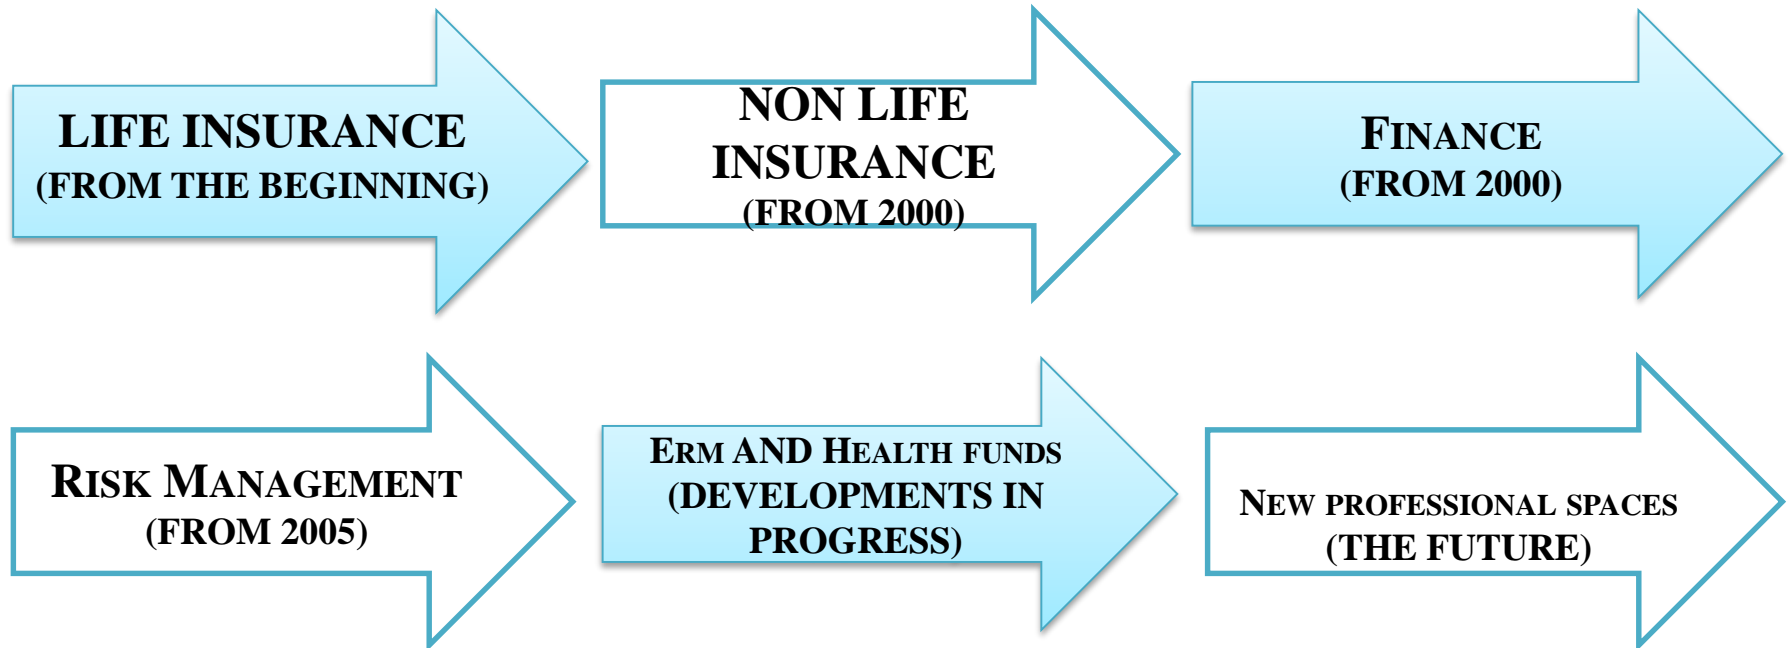 LIFE INSURANCE
(FROM THE BEGINNING)
NON LIFE
INSURANCE
(FROM 2000)
FINANCE
(FROM 2000)
RISK MANAGEMENT
(FROM 2005)
ERM AND HEALTH FUNDS
(DEVELOPMENTS IN
PROGRESS)
NEW PROFESSIONAL SPACES
(THE FUTURE)